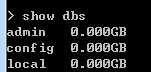 > show dbs
admin   0.000GB
config  0.000GB
local   0.000GB